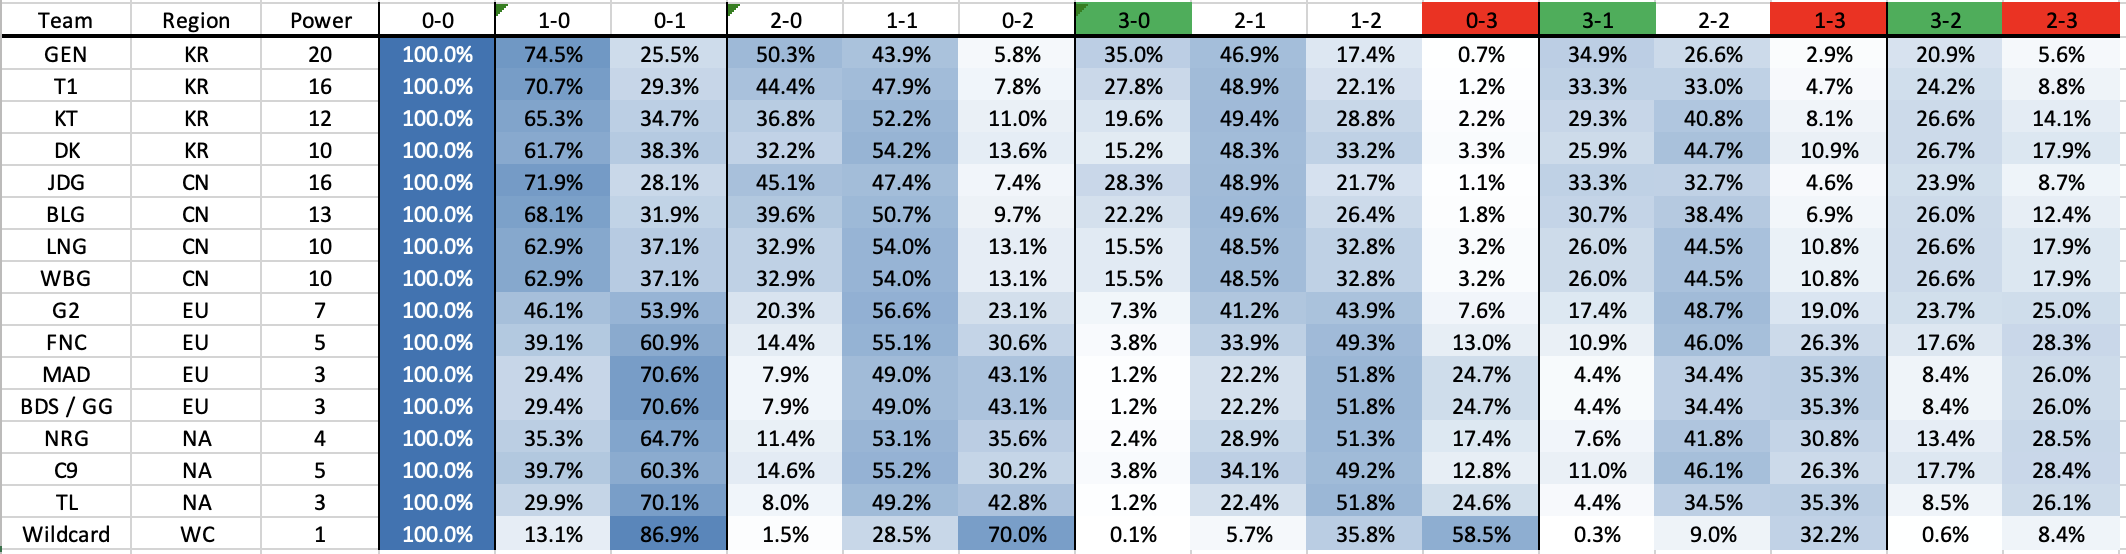 Team Region Power 0-0 1-0 0-1 2-0 1-1 0-2 3-0 2-1 1-2 0-3 3-1 2-2 1-3 3-2 2-3
GEN KR 20 100.0% 74.5% 25.5% 50.3% 43.9% 5.8% 35.0% 46.9% 17.4% 0.7% 34.9% 26.6% 2.9% 20.9% 5.6%
T1 KR 16 100.0% 70.7% 29.3% 44.4% 47.9% 7.8% 27.8% 48.9% 22.1% 1.2% 33.3% 33.0% 4.7% 24.2% 8.8%
KT KR 12 100.0% 65.3% 34.7% 36.8% 52.2% 11.0% 19.6% 49.4% 28.8% 2.2% 29.3% 40.8% 8.1% 26.6% 14.1%
DK KR 10 100.0% 61.7% 38.3% 32.2% 54.2% 13.6% 15.2% 48.3% 33.2% 3.3% 25.9% 44.7% 10.9% 26.7% 17.9%
JDG CN 16 100.0% 71.9% 28.1% 45.1% 47.4% 7.4% 28.3% 48.9% 21.7% 1.1% 33.3% 32.7% 4.6% 23.9% 8.7%
BLG CN 13 100.0% 68.1% 31.9% 39.6% 50.7% 9.7% 22.2% 49.6% 26.4% 1.8% 30.7% 38.4% 6.9% 26.0% 12.4%
LNG CN 10 100.0% 62.9% 37.1% 32.9% 54.0% 13.1% 15.5% 48.5% 32.8% 3.2% 26.0% 44.5% 10.8% 26.6% 17.9%
WBG CN 10 100.0% 62.9% 37.1% 32.9% 54.0% 13.1% 15.5% 48.5% 32.8% 3.2% 26.0% 44.5% 10.8% 26.6% 17.9%
G2 EU 7 100.0% 46.1% 53.9% 20.3% 56.6% 23.1% 7.3% 41.2% 43.9% 7.6% 17.4% 48.7% 19.0% 23.7% 25.0%
FNC EU 5 100.0% 39.1% 60.9% 14.4% 55.1% 30.6% 3.8% 33.9% 49.3% 13.0% 10.9% 46.0% 26.3% 17.6% 28.3%
MAD EU 3 100.0% 29.4% 70.6% 7.9% 49.0% 43.1% 1.2% 22.2% 51.8% 24.7% 4.4% 34.4% 35.3% 8.4% 26.0%
BDS / GG EU 3 100.0% 29.4% 70.6% 7.9% 49.0% 43.1% 1.2% 22.2% 51.8% 24.7% 4.4% 34.4% 35.3% 8.4% 26.0%
NRG NA 4 100.0% 35.3% 64.7% 11.4% 53.1% 35.6% 2.4% 28.9% 51.3% 17.4% 7.6% 41.8% 30.8% 13.4% 28.5%
C9 NA 5 100.0% 39.7% 60.3% 14.6% 55.2% 30.2% 3.8% 34.1% 49.2% 12.8% 11.0% 46.1% 26.3% 17.7% 28.4%
TL NA 3 100.0% 29.9% 70.1% 8.0% 49.2% 42.8% 1.2% 22.4% 51.8% 24.6% 4.4% 34.5% 35.3% 8.5% 26.1%
Wildcard WC 1 100.0% 13.1% 86.9% 1.5% 28.5% 70.0% 0.1% 5.7% 35.8% 58.5% 0.3% 9.0% 32.2% 0.6% 8.4%